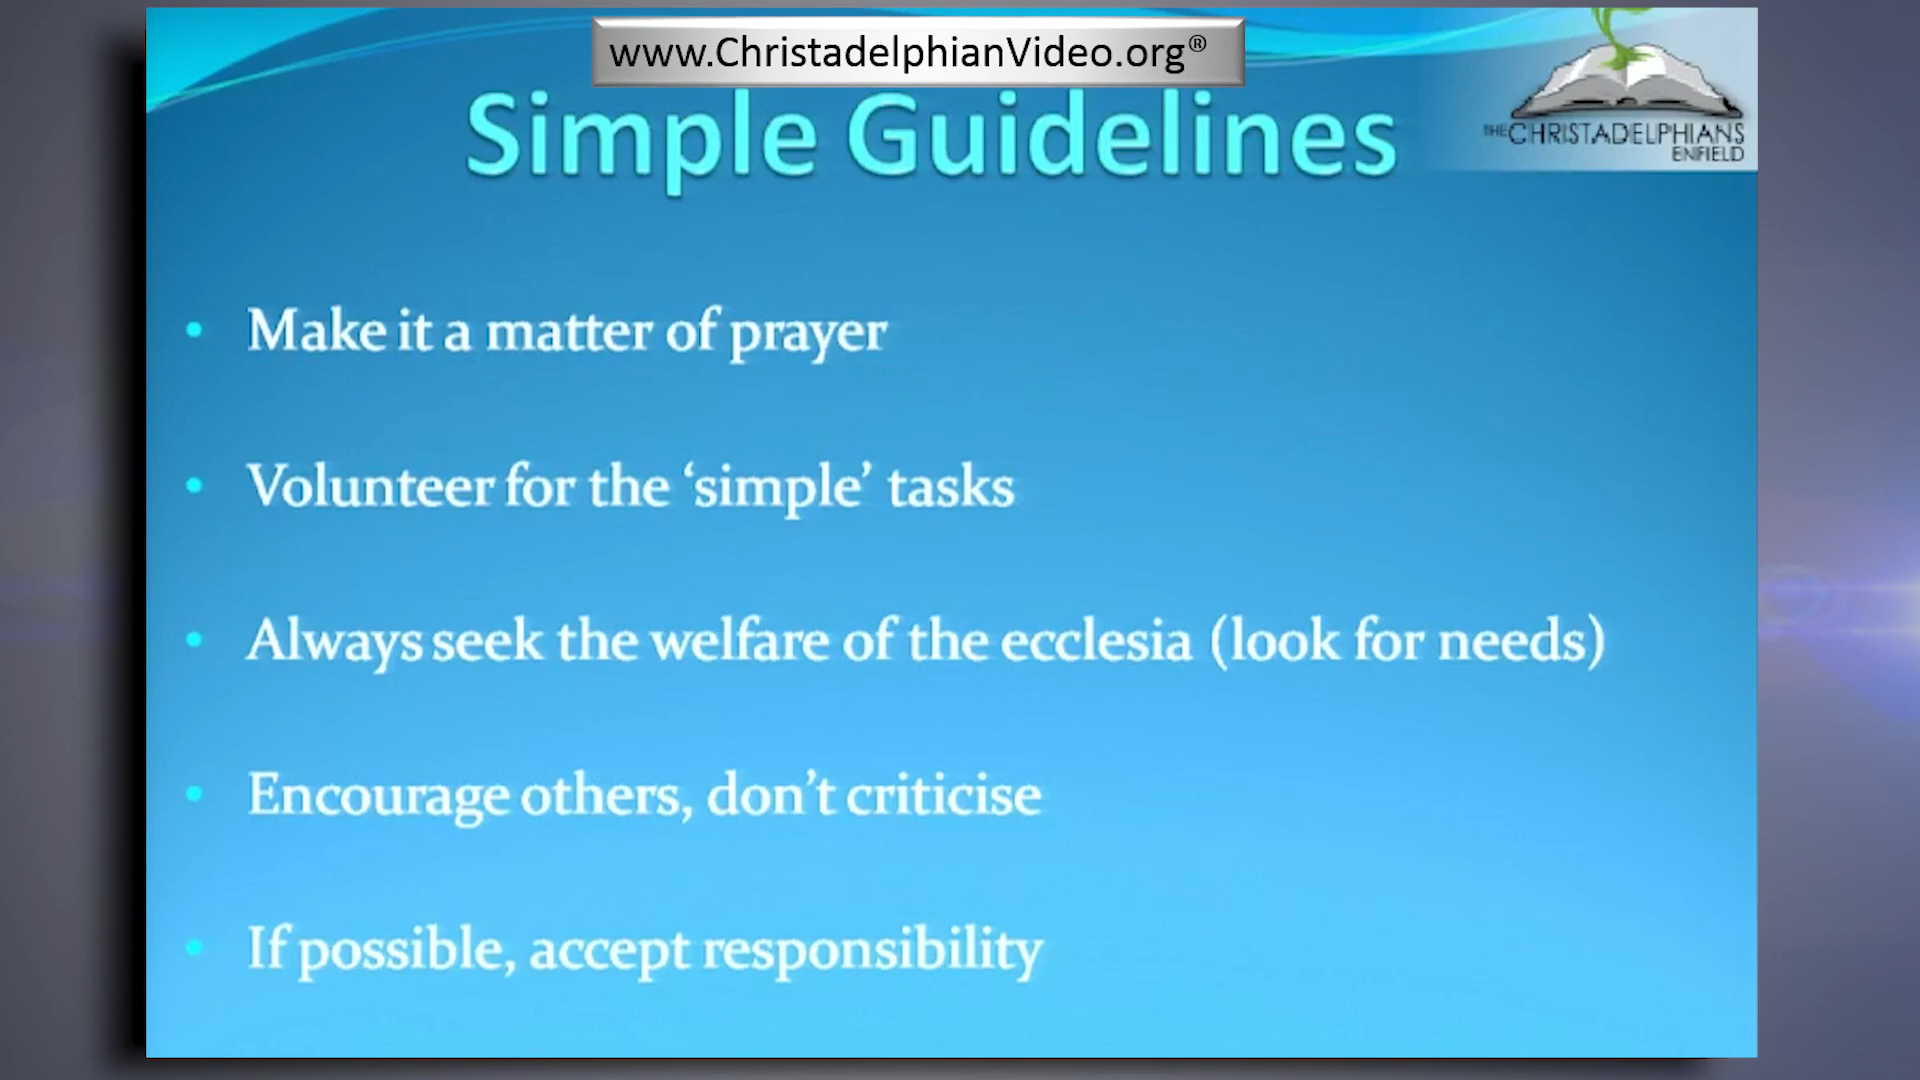 www.ChristadelphianVideo.org®
Simple Guidelines
THE CHRISTADELPHIANS
ENFIELD
• Make it a matter of prayer
• Volunteer for the ‘simple’ tasks
• Always seek the welfare of the ecclesia (look for needs)
• Encourage others, don’t criticise
• If possible, accept responsibility